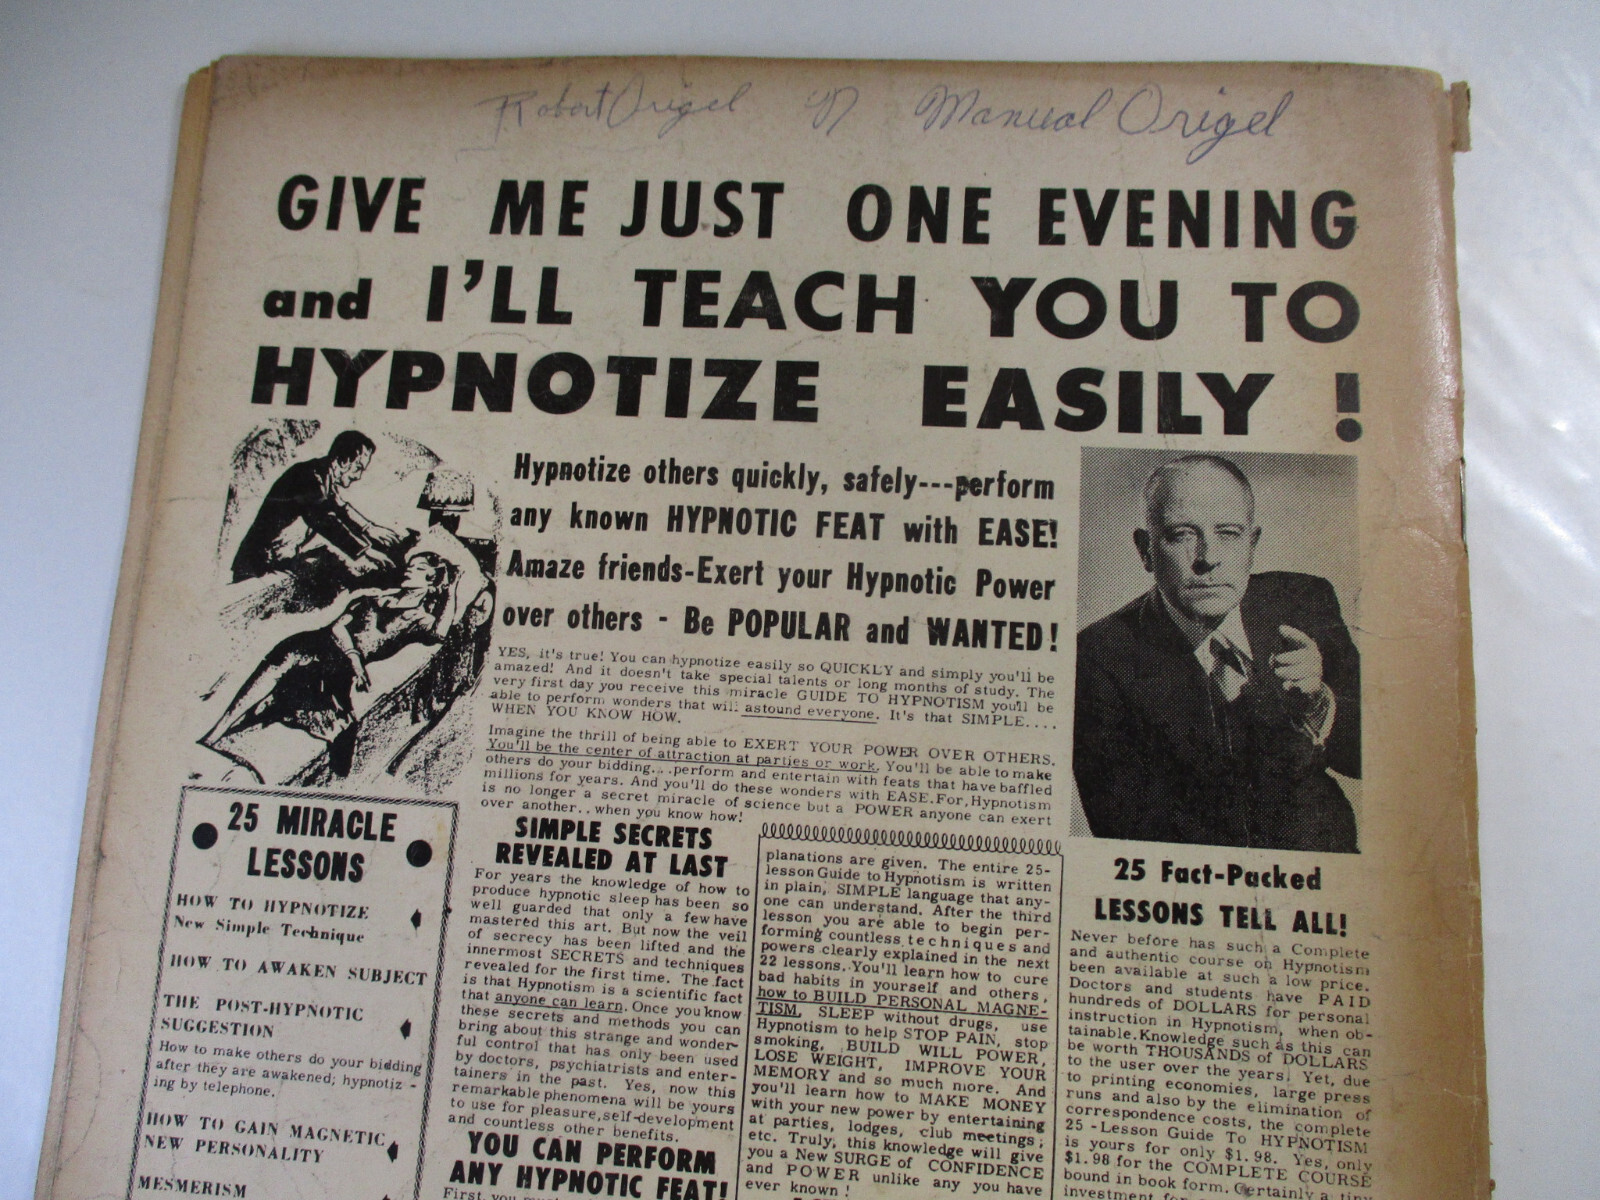 Robert Origel
Manual Origel
GIVE ME JUST ONE EVENING
and I'LL TEACH YOU TO
HYPNOTIZE EASILY !
Hypnotize others quickly, safely---perform
any known HYPNOTIC FEAT with EASE!
Amaze friends-Exert your Hypnotic Power
over others - Be POPULAR and WANTED!
YES, it's true! You can hypnotize easily so QUICKLY and simply you'll be
amazed! And it doesn't take special talents or long months of study. The
very first day you receive this miracle GUIDE TO HYPNOTISM you'll be
able to perform wonders that will astound everyone. It's that SIMPLE....
WHEN YOU KNOW HOW.
Imagine the thrill of being able to EXERT YOUR POWER OVER OTHERS.
You'll be the center of attraction at parties or work. You'll be able to make
others do your bidding....perform and entertain with feats that have baffled
millions for years. And you'll do these wonders with EASE.For, Hypnotism
is no longer a secret miracle of science but a POWER anyone can exert
over another.. when you know how!
25 MIRACLE
LESSONS
HOW TO HYPNOTIZE
New Simple Technique
HOW TO AWAKEN SUBJECT
THE POST-HYPNOTIC
SUGGESTION
How to make others do your bidding
after they are awakened; hypnotiz -
ing by telephone.
HOW TO GAIN MAGNETIC
NEW PERSONALITY
MESMERISM
SIMPLE SECRETS
REVEALED AT LAST
For years the knowledge of how to
produce hypnotic sleep has been so
well guarded that only a few have
mastered this art. But now the veil
of secrecy has been lifted and the
innermost SECRETS and techniques
revealed for the first time. The fact
is that Hypnotism is a scientific fact
that anyone can learn. Once you know
these secrets and methods you can
bring about this strange and wonder-
ful control that has only been used
by doctors, psychiatrists and enter-
tainers in the past. Yes, now this
remarkable phenomena will be yours
to use for pleasure,self-development
and countless other benefits.
YOU CAN PERFORM
ANY HYPNOTIC FEAT!
First, you
planations are given. The entire 25-
lesson Guide to Hypnotism is written
in plain, SIMPLE language that any-
one can understand. After the third
lesson you are able to begin per-
forming countless techniques and
powers clearly explained in the next
22 lessons. You'll learn how to cure
bad habits in yourself and others,
how to BUILD PERSONAL MAGNE-
TISM, SLEEP without drugs, use
Hypnotism to help STOP PAIN, stop
smoking, BUILD WILL POWER,
LOSE WEIGHT, IMPROVE YOUR
MEMORY and so much more. And
you'll learn how to MAKE MONEY
with your new power by entertaining
at parties, lodges, club meetings,
etc. Truly, this knowledge will give
you a New SURGE of CONFIDENCE
and POWER unlike any you have
ever known !
25 Fact-Packed
LESSONS TELL ALL!
Never before has such a Complete
and authentic course on Hypnotism
been available at such a low price.
Doctors and students have PAID
hundreds of DOLLARS for personal
instruction in Hypnotism, when ob-
tainable.Knowledge such as this can
be worth THOUSANDS of DOLLARS
to the user over the years! Yet, due
to printing economies, large press
runs and also by the elimination of
correspondence costs, the complete
25 -Lesson Guide To HYPNOTISM
is yours for only $1.98. Yes, only
$1.98 for the COMPLETE COURSE
bound in book form. Certainly a tiny
investment